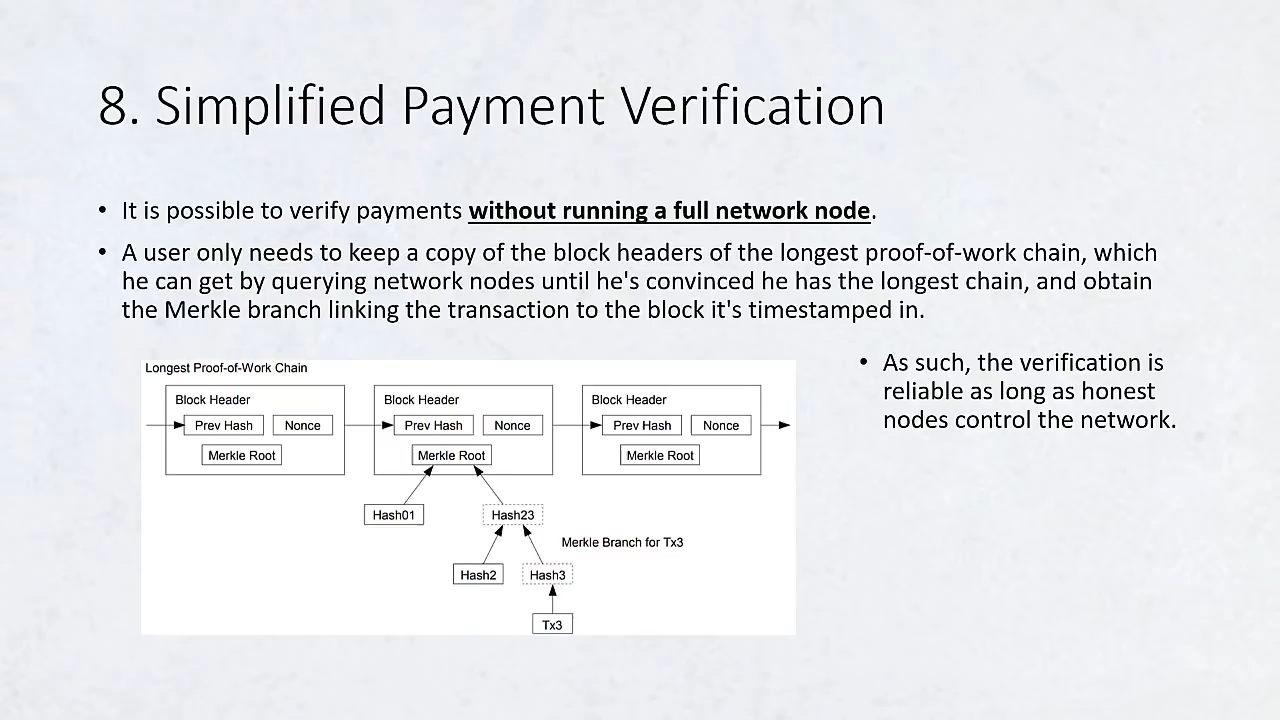 8. Simplified Payment Verification
• It is possible to verify payments without running a full network node.
• A user only needs to keep a copy of the block headers of the longest proof-of-work chain, which
he can get by querying network nodes until he's convinced he has the longest chain, and obtain
the Merkle branch linking the transaction to the block it's timestamped in.
Longest Proof-of-Work Chain
Block Header
Prev Hash
Nonce
Merkle Root
Block Header
Prev Hash
Nonce
Merkle Root
Block Header
Prev Hash
Nonce
Merkle Root
Hash01
Hash23
Merkle Branch for Tx3
Hash2
Hash3
Tx3
• As such, the verification is
reliable as long as honest
nodes control the network.